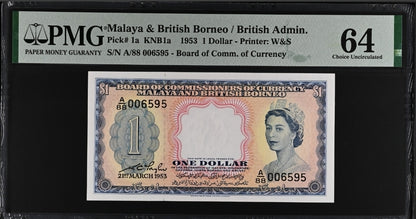 PMG
PAPER MONEY GUARANTY
Malaya & British Borneo / British Admin.
Pick# 1a KNB1a 1953 1 Dollar - Printer: W&S
S/N A/88 006595 - Board of Comm. of Currency
64
Choice Uncirculated
BOARD OF COMMISSIONERS OF CURRENCY
MALAYA AND BRITISH BORNEO
$1
$1
A/88 006595
1
ONE DOLLAR
21ST MARCH 1953
A/88 006595